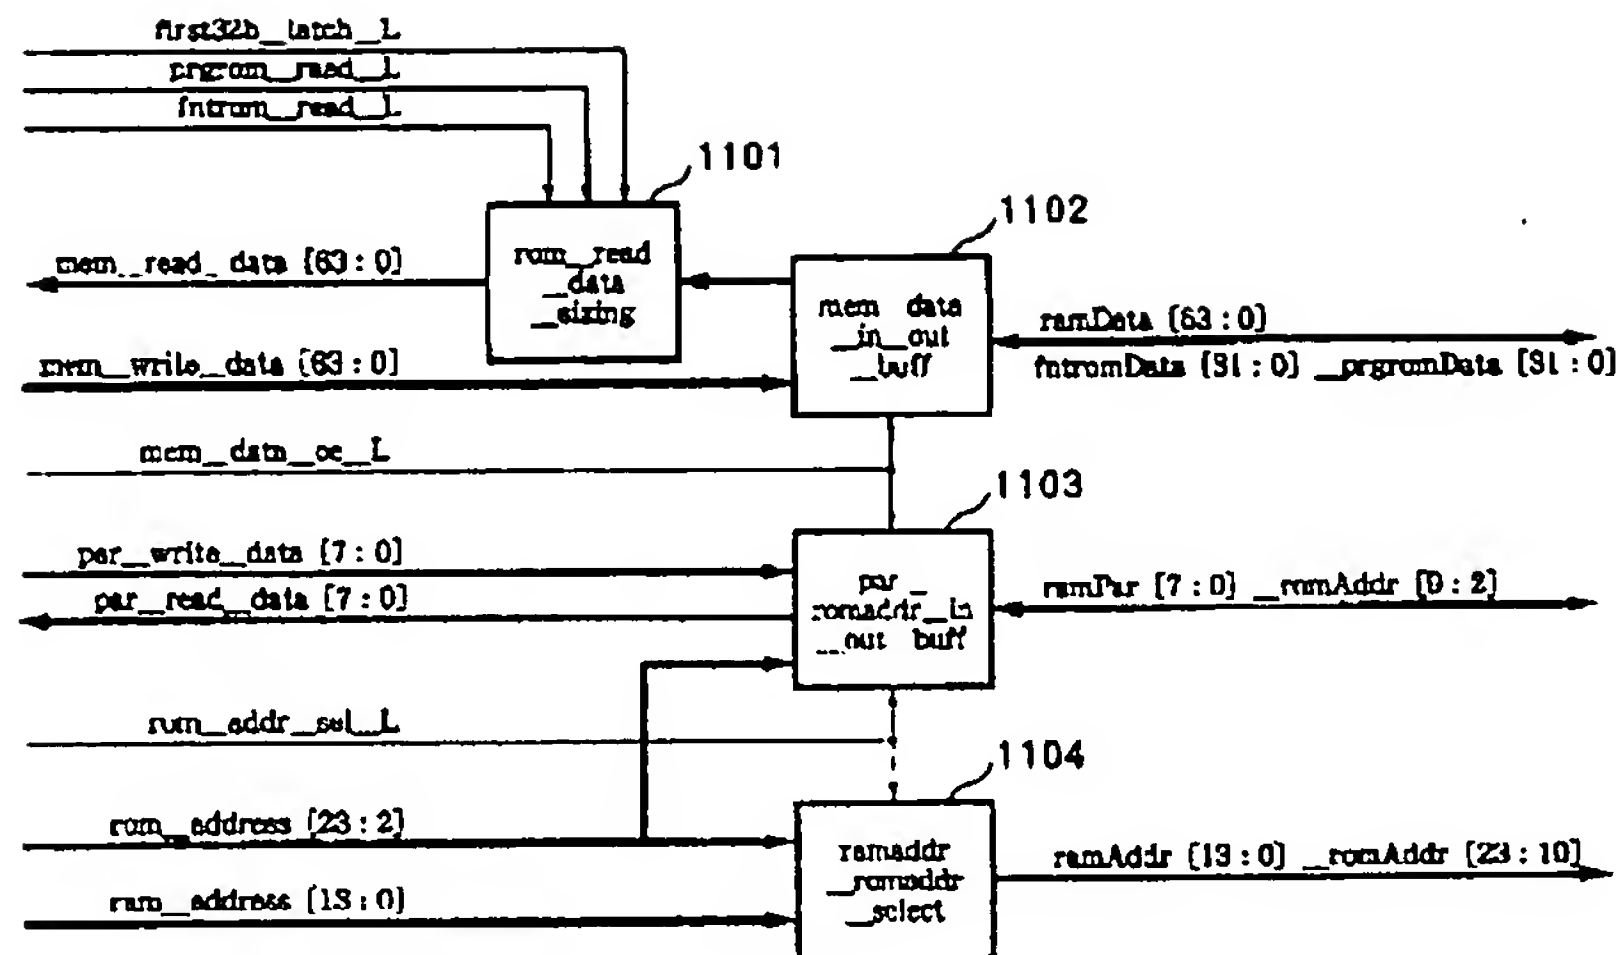 first32b_latch_L
prgrom_read_L
fntrom_read_L
1101
rom_read
_data
_sizing
1102
mem_read_data [63:0]
mem data
_in_out
_buff
ramData [63:0]
mem_write_data [63:0]
fntromData [31:0] _prgromData [31:0]
mem_data_oe_L
1103
par_write_data [7:0]
par_
romaddr_in
_out buff
ramPar [7:0] _romAddr [9:2]
par_read_data [7:0]
rom_addr_sel_L
1104
rom_address [23:2]
ramaddr
_romaddr
_select
ramAddr [13:0] _romAddr [23:10]
ram_address [13:0]